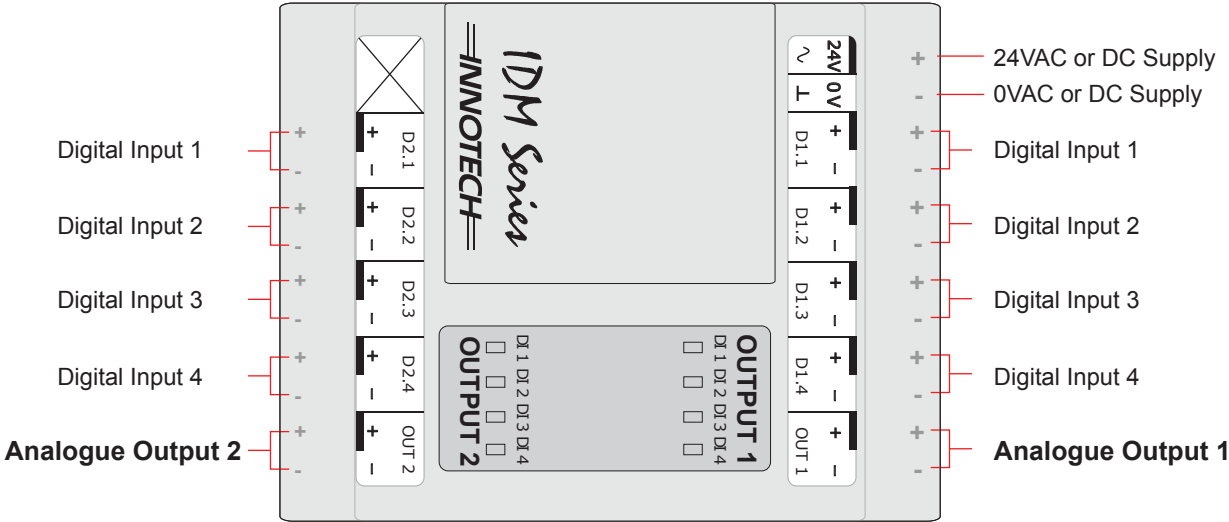 Digital Input 1
Digital Input 2
Digital Input 3
Digital Input 4
Analogue Output 2
+
-
+
-
+
-
+
-
+
-
+ − D2.1
+ − D2.2
+ − D2.3
+ − D2.4
+ − OUT 2
IDM Series
INNOTECH
OUTPUT 1
DI 1 DI 2 DI 3 DI 4
DI 1 DI 2 DI 3 DI 4
OUTPUT 2
24V 0V
~ ⊥
+ − D1.1
+ − D1.2
+ − D1.3
+ − D1.4
+ − OUT 1
+
-
+
-
+
-
+
-
+
-
+
-
24VAC or DC Supply
0VAC or DC Supply
Digital Input 1
Digital Input 2
Digital Input 3
Digital Input 4
Analogue Output 1